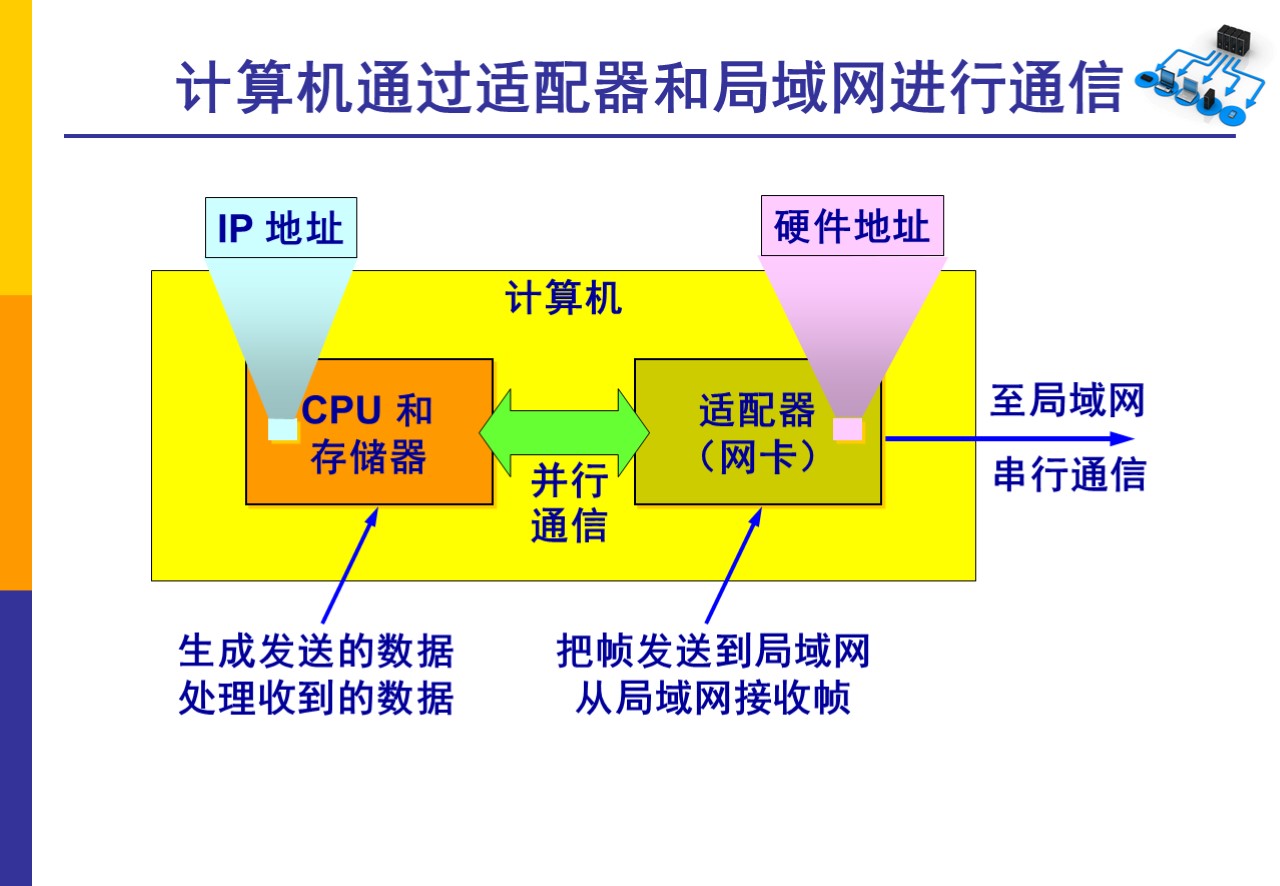 计算机通过适配器和局域网进行通信
IP 地址
硬件地址
计算机
CPU 和
存储器
适配器
（网卡）
并行
通信
至局域网
串行通信
生成发送的数据
处理收到的数据
把帧发送到局域网
从局域网接收帧